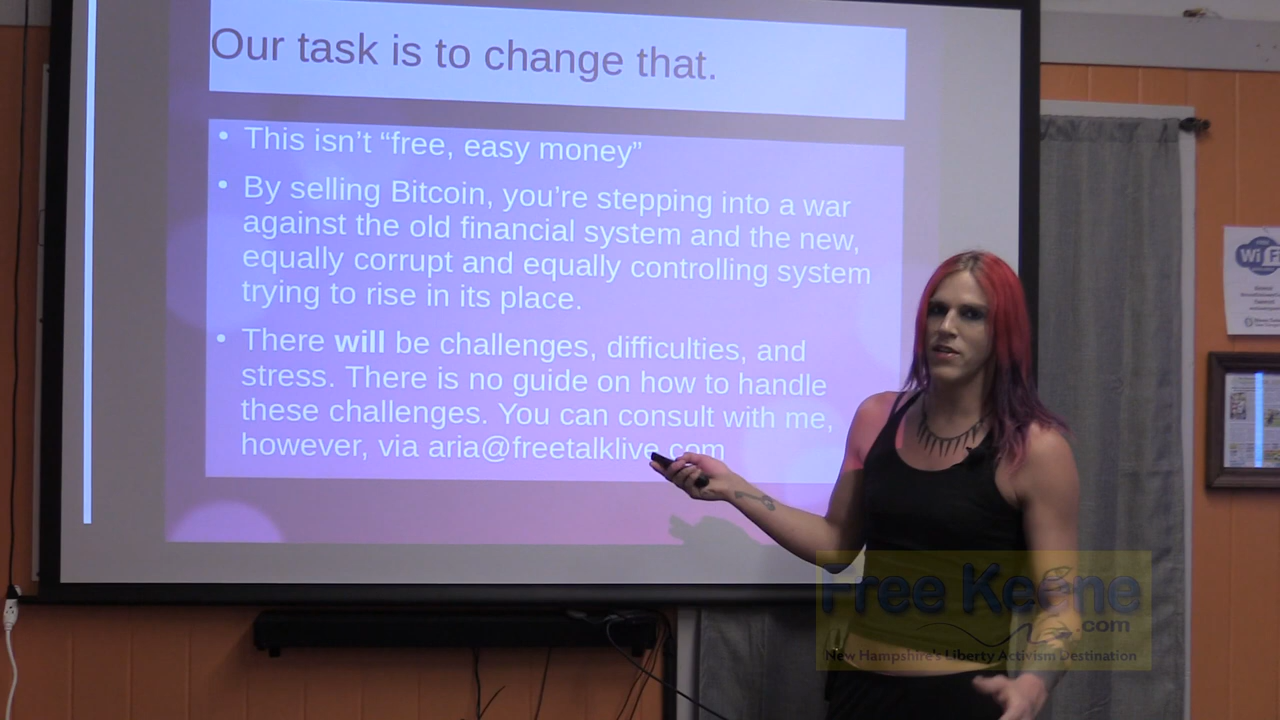 Our task is to change that.
• This isn't “free, easy money”
• By selling Bitcoin, you're stepping into a war
against the old financial system and the new,
equally corrupt and equally controlling system
trying to rise in its place.
• There will be challenges, difficulties, and
stress. There is no guide on how to handle
these challenges. You can consult with me,
however, via aria@freetalklive.com
Wi Fi
Free Keene
.com
New Hampshire's Liberty Activism Destination